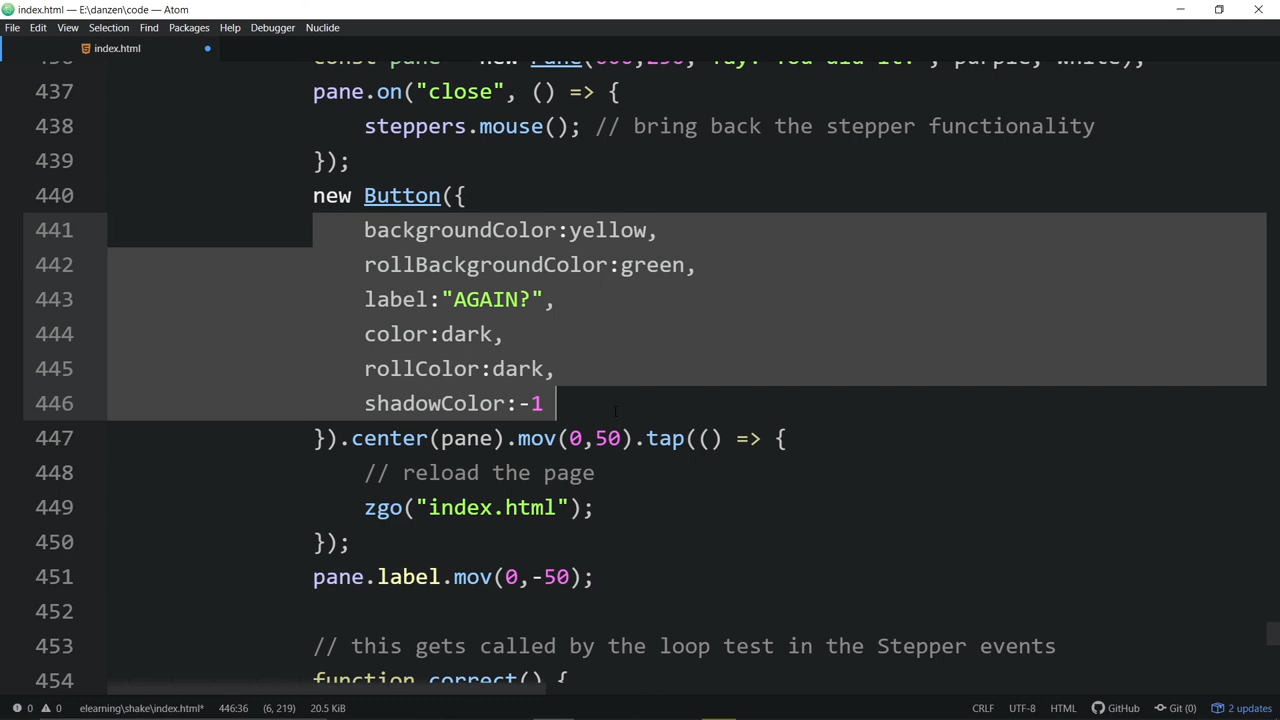 index.html — E:\danzen\code — Atom
File Edit View Selection Find Packages Help Debugger Nuclide
index.html
437 pane.on("close", () => {
438 steppers.mouse(); // bring back the stepper functionality
439 });
440 new Button({
441 backgroundColor:yellow,
442 rollBackgroundColor:green,
443 label:"AGAIN?",
444 color:dark,
445 rollColor:dark,
446 shadowColor:-1
447 }).center(pane).mov(0,50).tap(() => {
448 // reload the page
449 zgo("index.html");
450 });
451 pane.label.mov(0,-50);
452
453 // this gets called by the loop test in the Stepper events
454 function correct() {
0 0 elearning\shake\index.html* 446:36 (6, 219) 20.5 KiB CRLF UTF-8 HTML GitHub Git (0) 2 updates